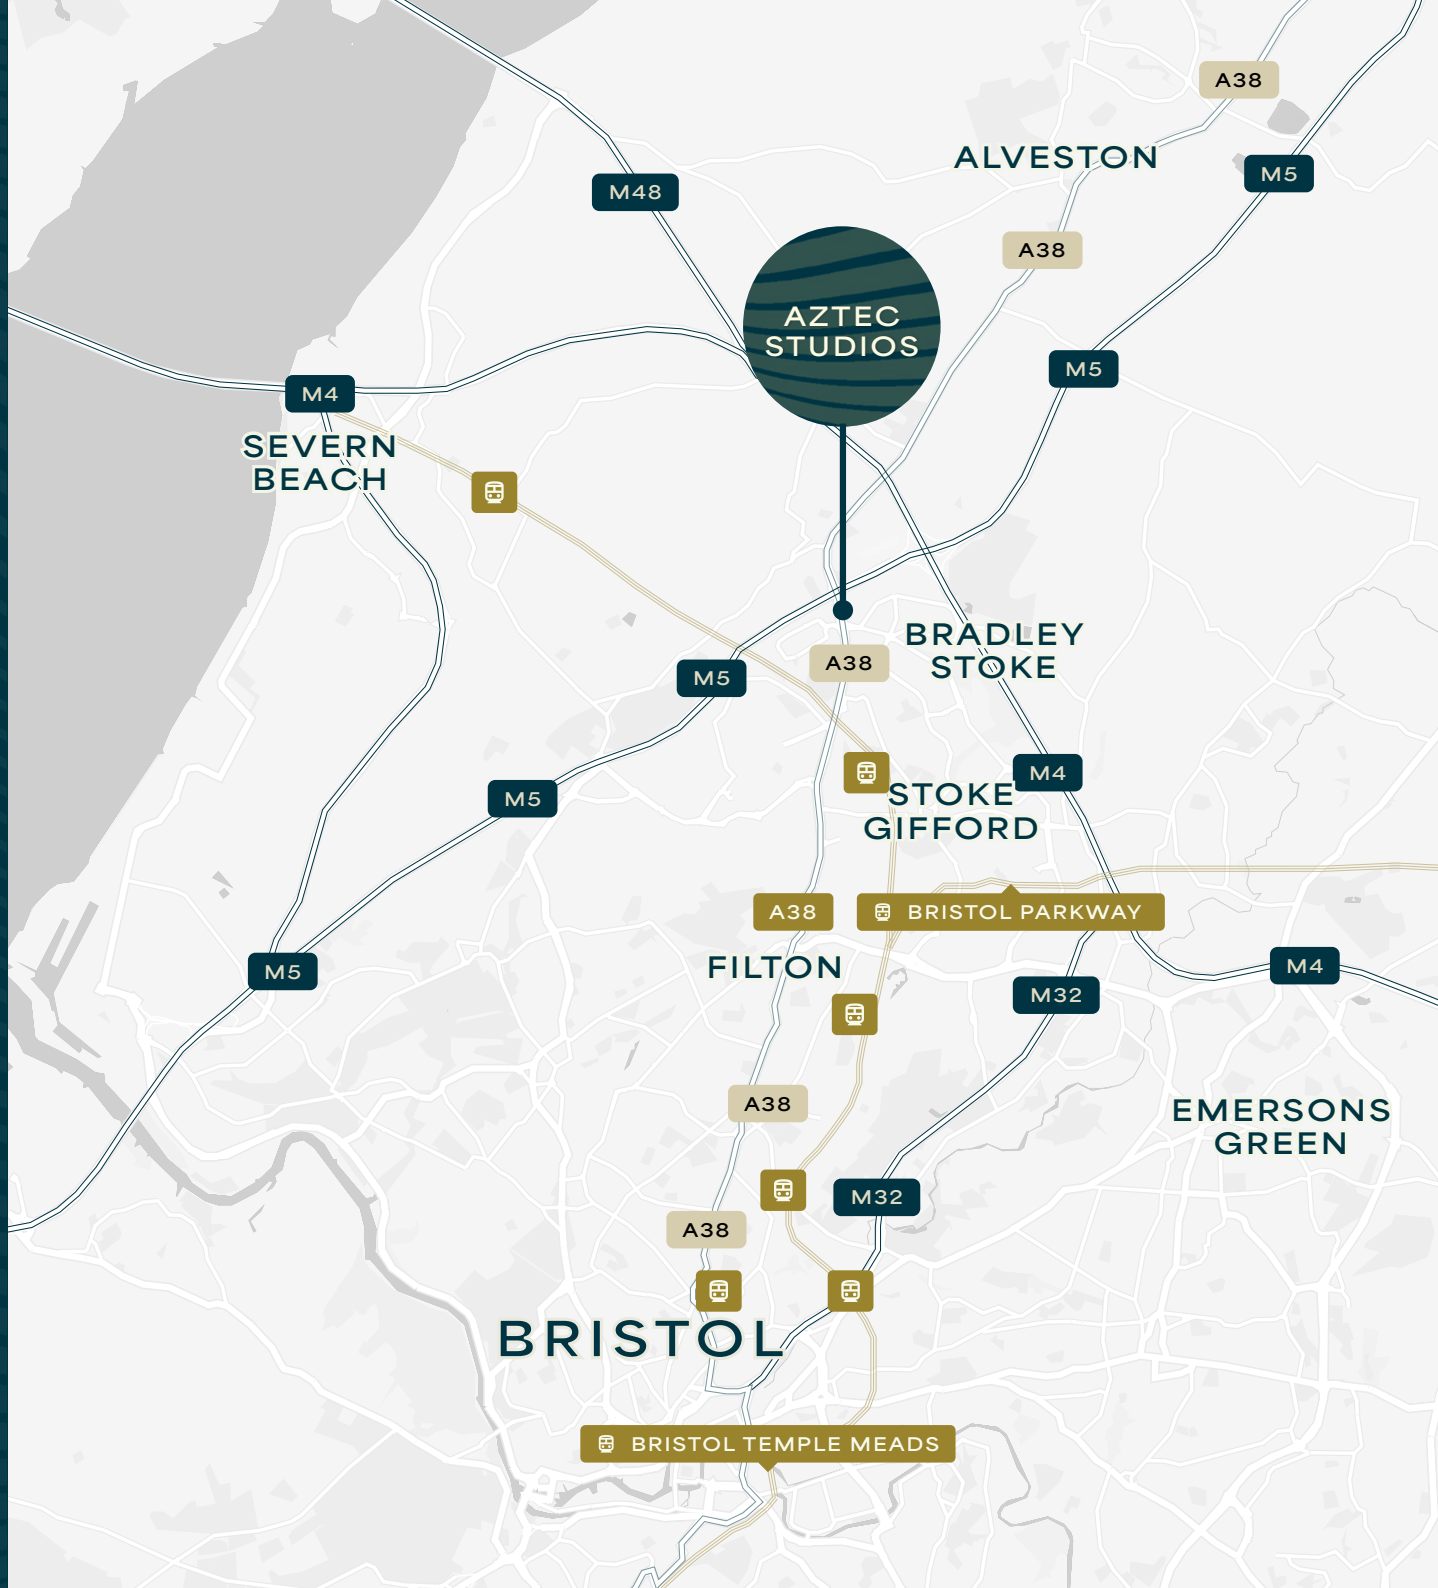 A38
ALVESTON
M5
M48
A38
AZTEC
STUDIOS
M5
M4
SEVERN
BEACH
BRADLEY
STOKE
A38
M5
M4
STOKE
GIFFORD
M5
A38
BRISTOL PARKWAY
FILTON
M4
M5
M32
A38
EMERSONS
GREEN
M32
A38
BRISTOL
BRISTOL TEMPLE MEADS